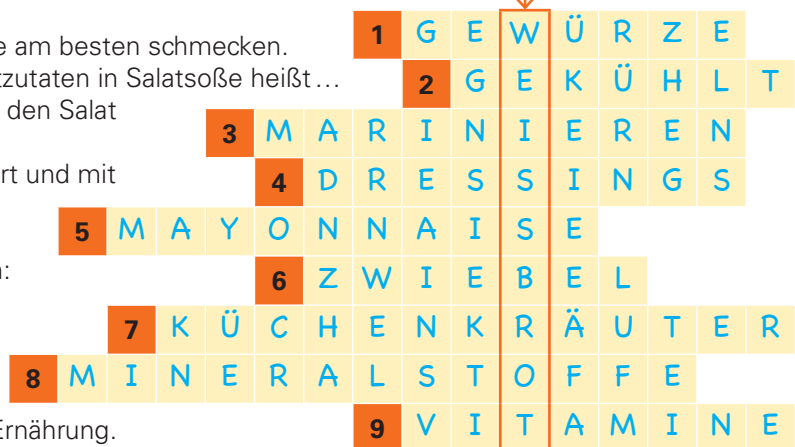 1 GEWÜRZE
e am besten schmecken.
tzutaten in Salatsoße heißt...
2 GEKÜHLT
den Salat
3 MARINIEREN
rt und mit
4 DRESSINGS
5 MAYONNAISE
n:
6 ZWIEBEL
7 KÜCHENKRÄUTER
8 MINERALSTOFFE
Ernährung.
9 VITAMINE